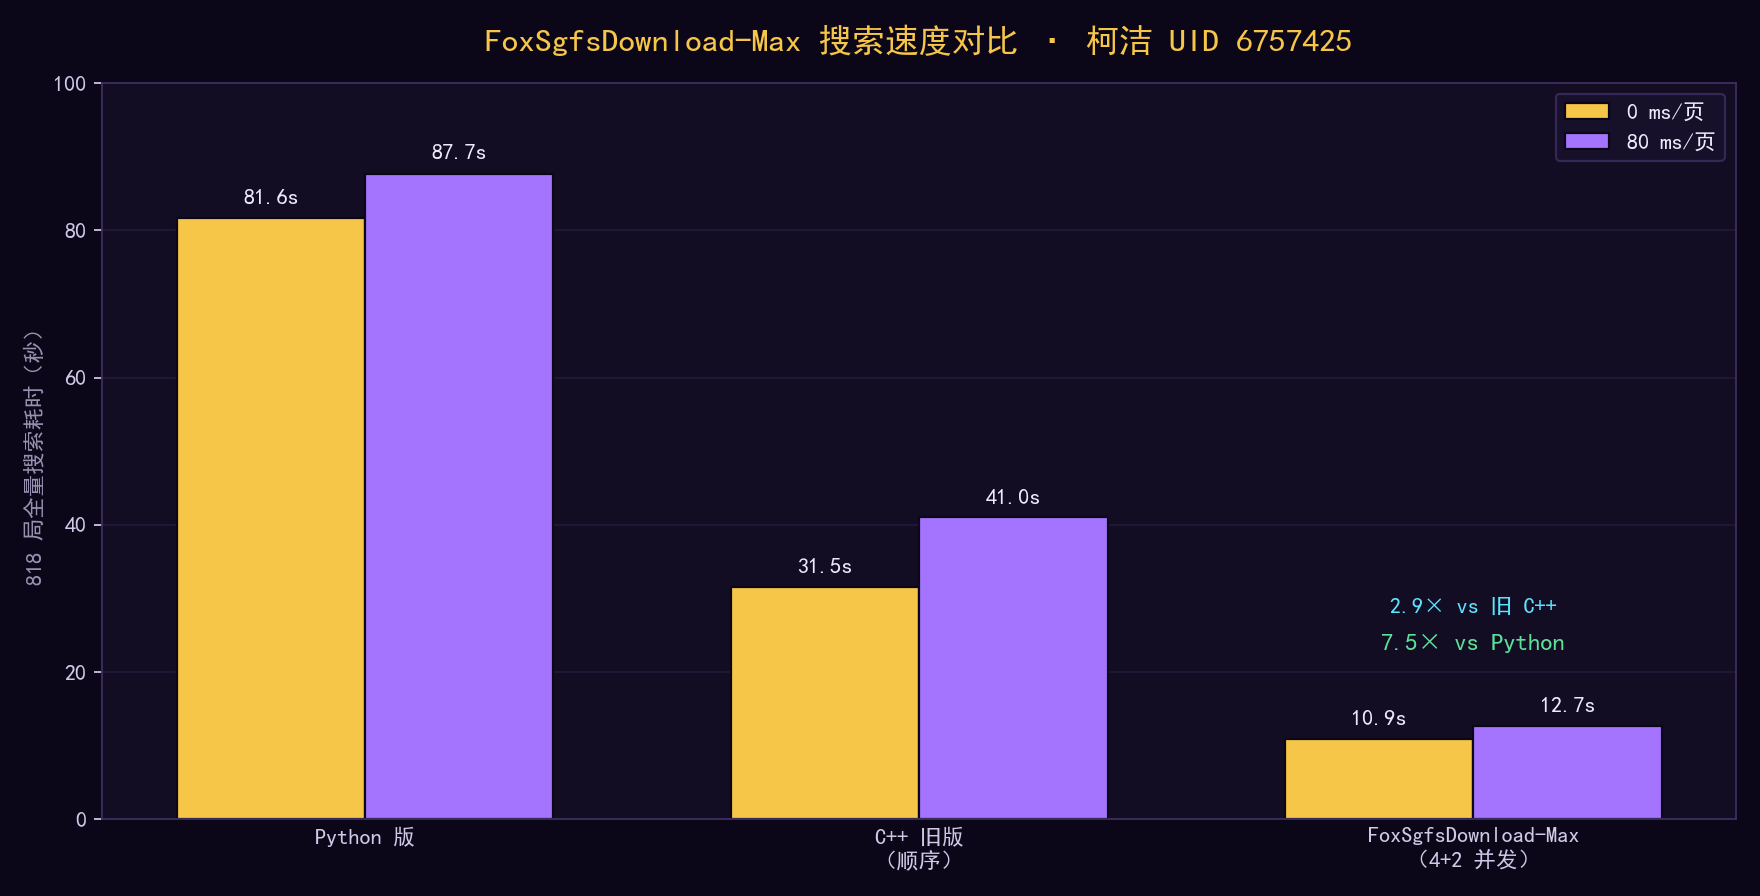 FoxSgfsDownload-Max 搜索速度对比 · 柯洁 UID 6757425
0 ms/页
80 ms/页
818 局全量搜索耗时（秒）
100
80
60
40
20
0
81.6s
87.7s
31.5s
41.0s
2.9× vs 旧 C++
7.5× vs Python
10.9s
12.7s
Python 版
C++ 旧版
（顺序）
FoxSgfsDownload-Max
（4+2 并发）